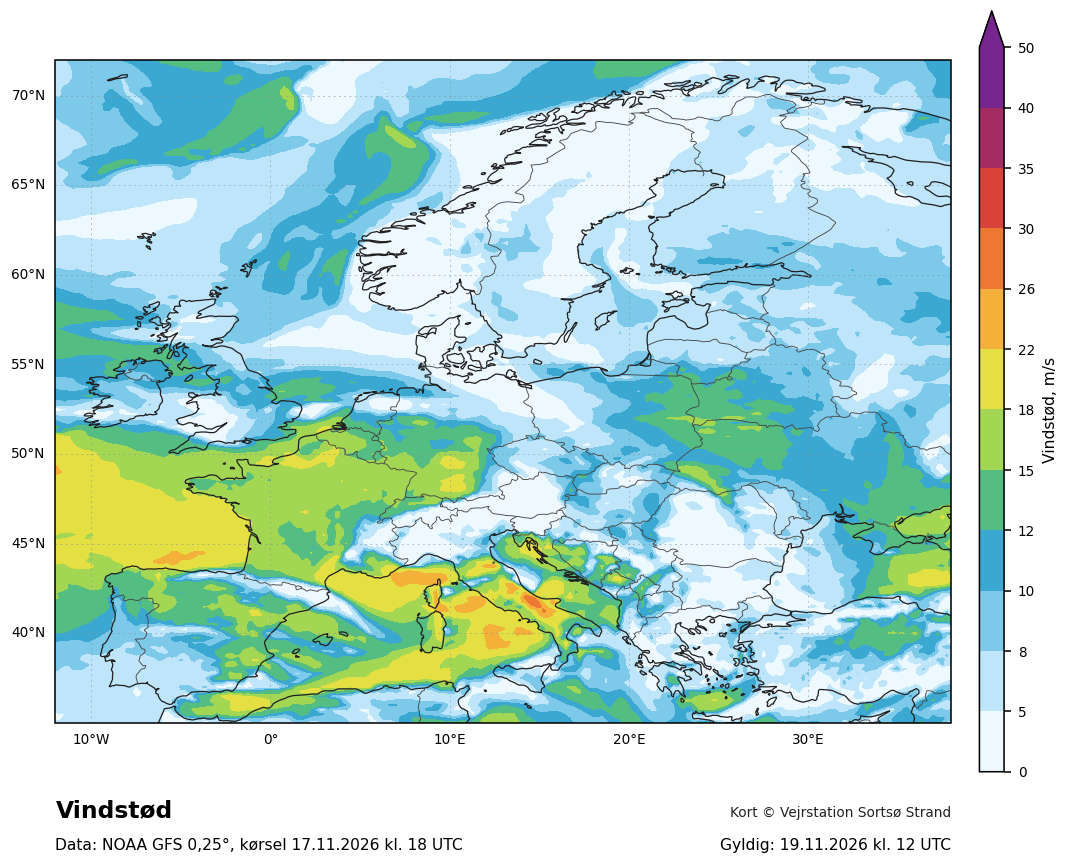 50
40
35
30
26
22
18
15
12
10
8
5
0
Vindstød, m/s
70°N
65°N
60°N
55°N
50°N
45°N
40°N
10°W
0°
10°E
20°E
30°E
Vindstød
Kort © Vejrstation Sortsø Strand
Data: NOAA GFS 0,25°, kørsel 17.11.2026 kl. 18 UTC
Gyldig: 19.11.2026 kl. 12 UTC